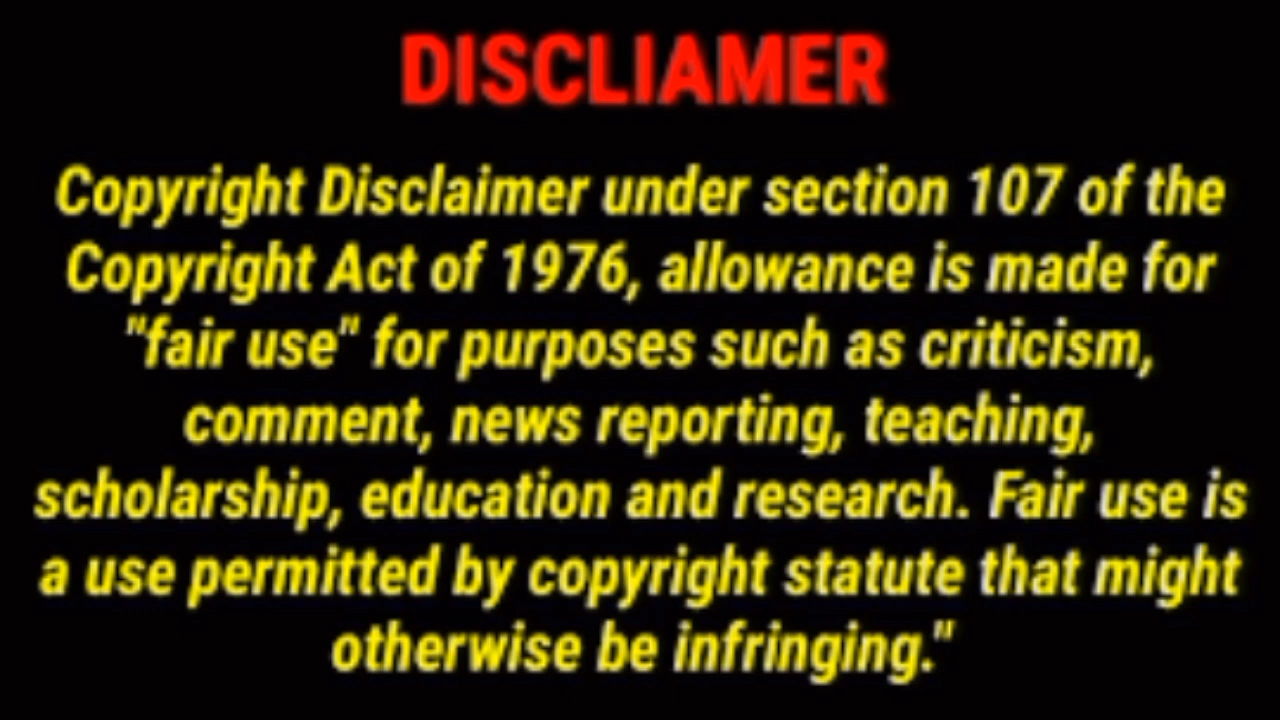 DISCLIAMER
Copyright Disclaimer under section 107 of the
Copyright Act of 1976, allowance is made for
"fair use" for purposes such as criticism,
comment, news reporting, teaching,
scholarship, education and research. Fair use is
a use permitted by copyright statute that might
otherwise be infringing."